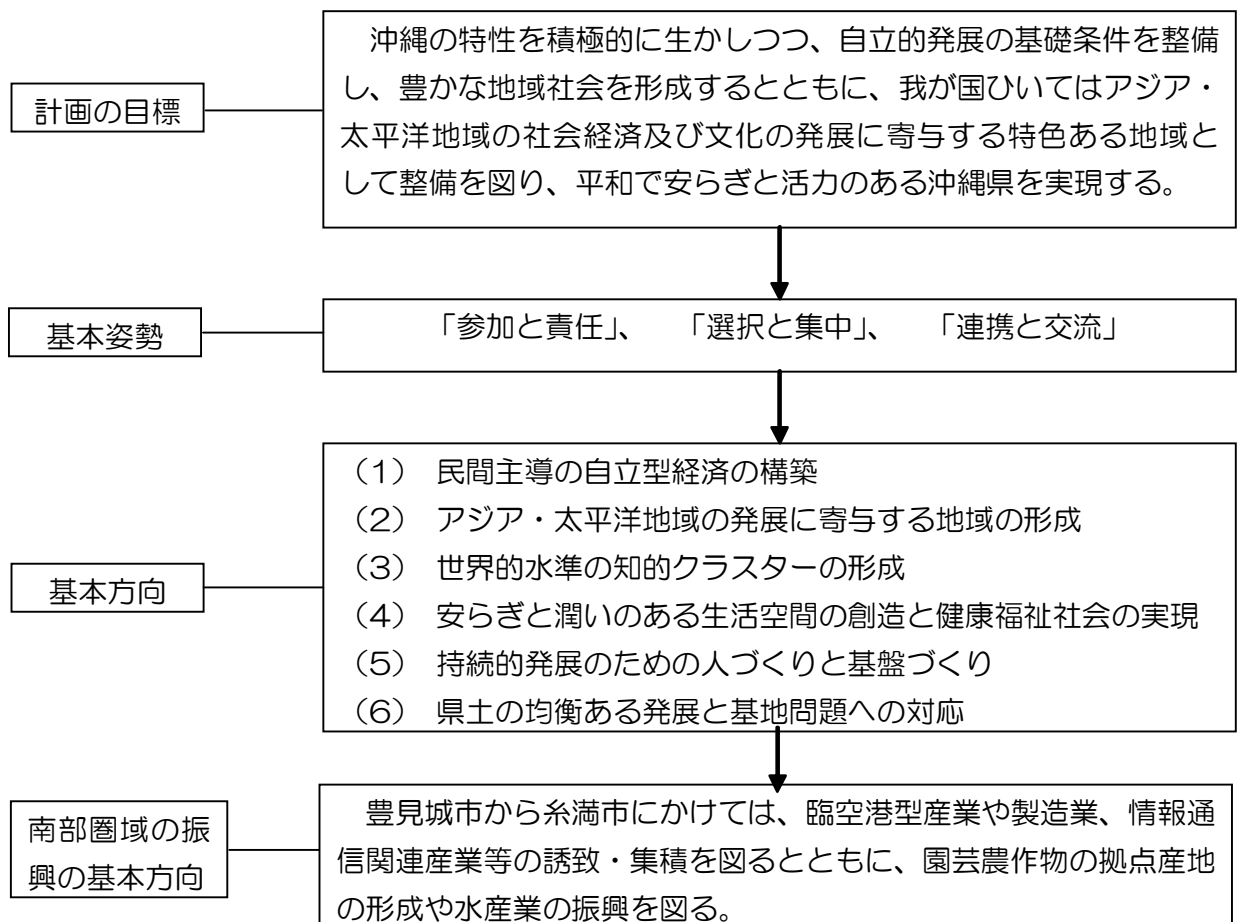 計画の目標
　沖縄の特性を積極的に生かしつつ、自立的発展の基礎条件を整備
し、豊かな地域社会を形成するとともに、我が国ひいてはアジア・
太平洋地域の社会経済及び文化の発展に寄与する特色ある地域と
して整備を図り、平和で安らぎと活力のある沖縄県を実現する。
基本姿勢
「参加と責任」、　「選択と集中」、　「連携と交流」
基本方向
（1）　民間主導の自立型経済の構築
（2）　アジア・太平洋地域の発展に寄与する地域の形成
（3）　世界的水準の知的クラスターの形成
（4）　安らぎと潤いのある生活空間の創造と健康福祉社会の実現
（5）　持続的発展のための人づくりと基盤づくり
（6）　県土の均衡ある発展と基地問題への対応
南部圏域の振
興の基本方向
　豊見城市から糸満市にかけては、臨空港型産業や製造業、情報通
信関連産業等の誘致・集積を図るとともに、園芸農作物の拠点産地
の形成や水産業の振興を図る。